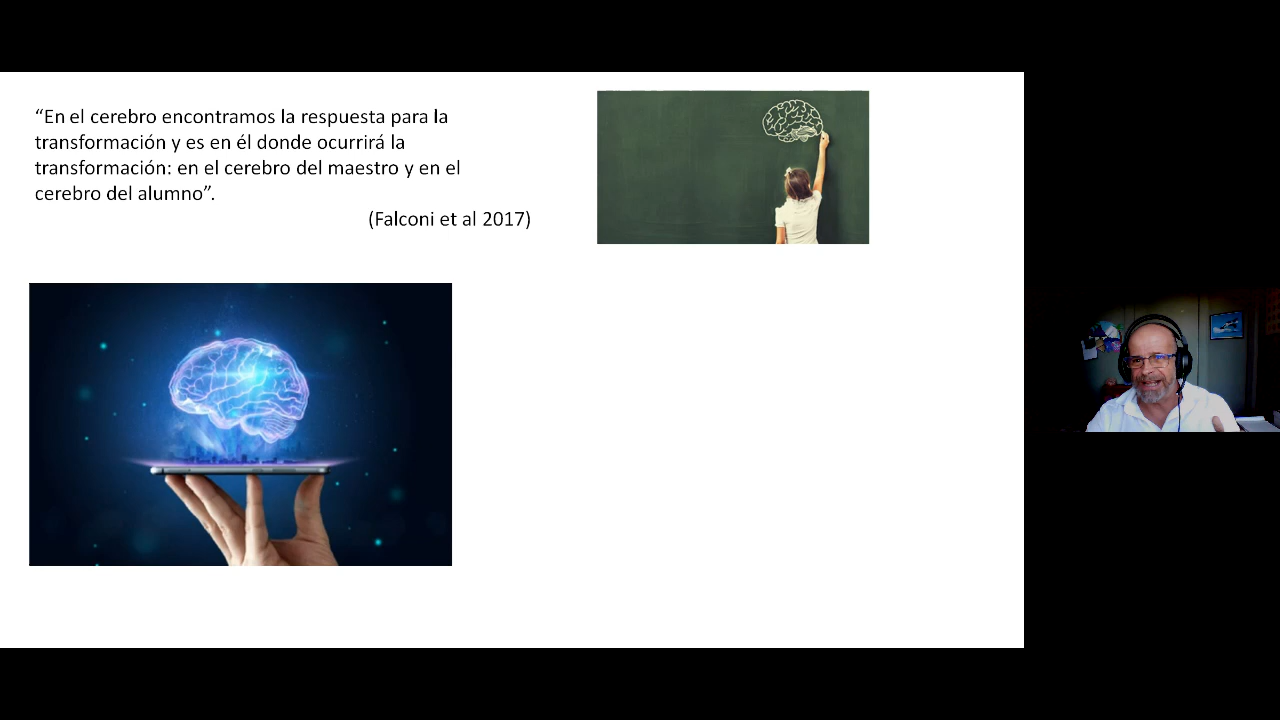 “En el cerebro encontramos la respuesta para la
transformación y es en él donde ocurrirá la
transformación: en el cerebro del maestro y en el
cerebro del alumno”.
(Falconi et al 2017)